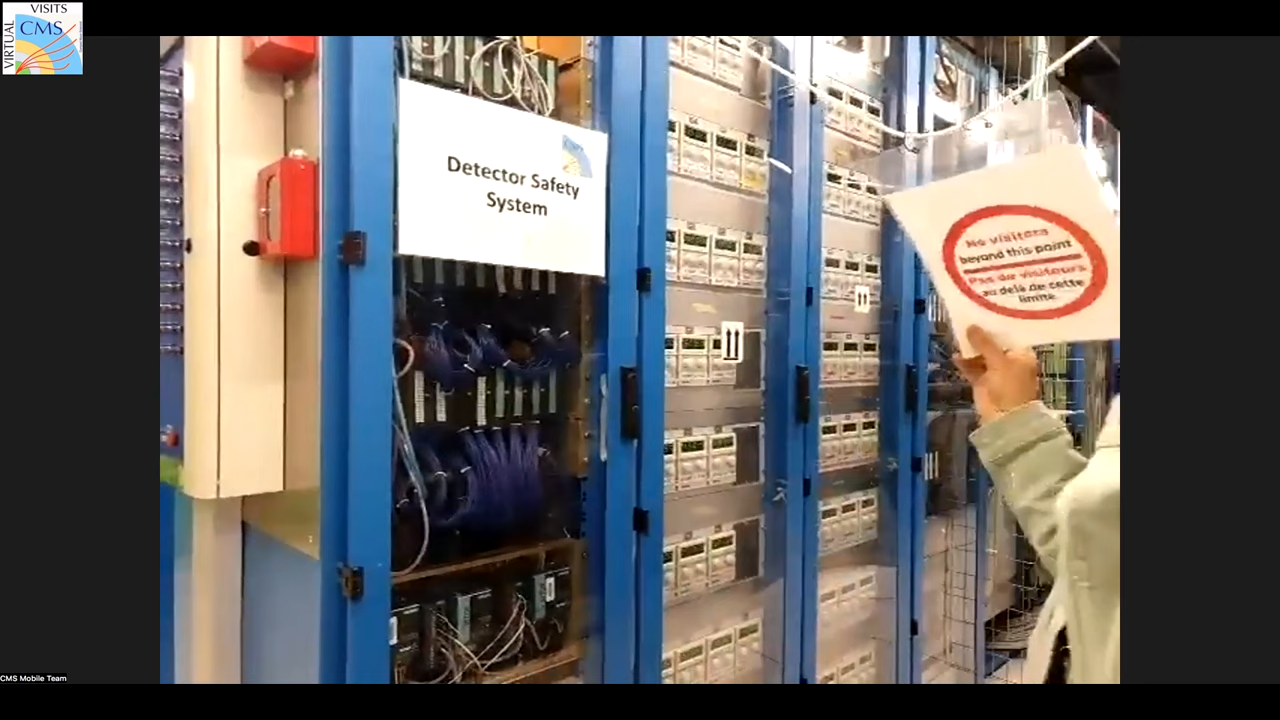 VISITS
VIRTUAL
CMS
Detector Safety
System
No visitors
beyond this point
Pas de visiteurs
au delà de cette
limite
CMS Mobile Team